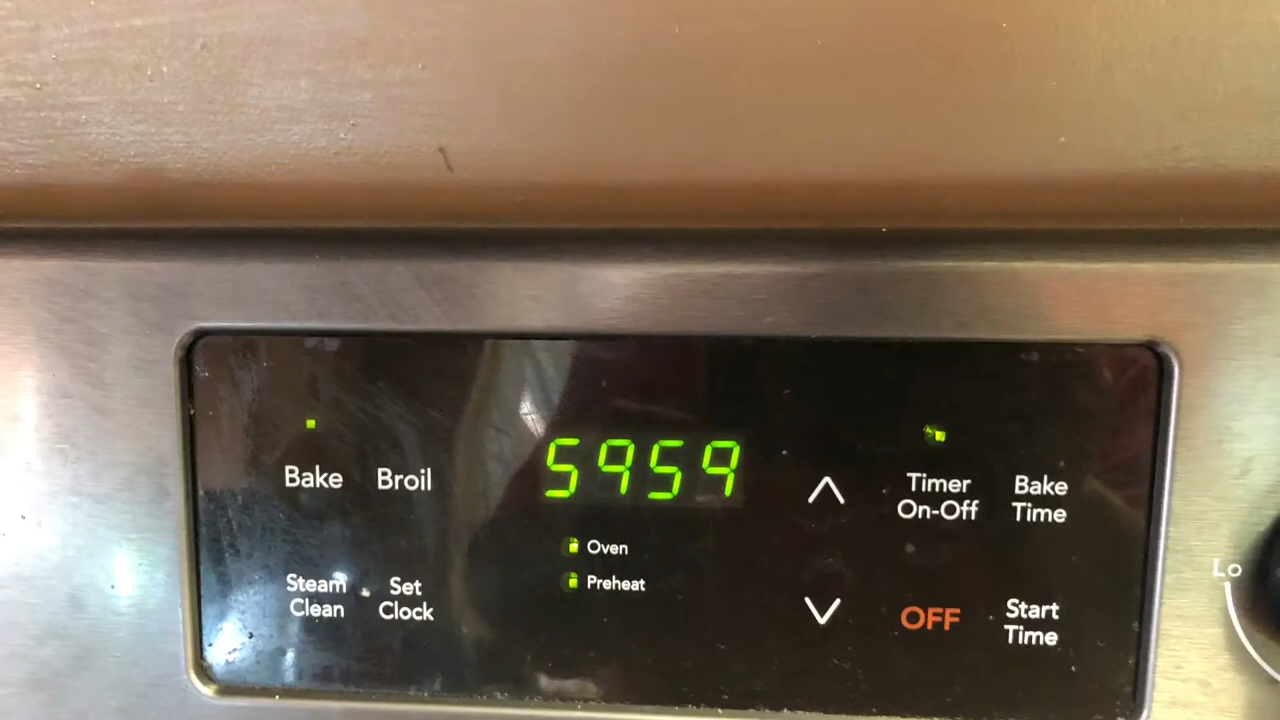 5959
Bake
Broil
Timer
On-Off
Bake
Time
Oven
Preheat
Steam
Clean
Set
Clock
OFF
Start
Time
Lo